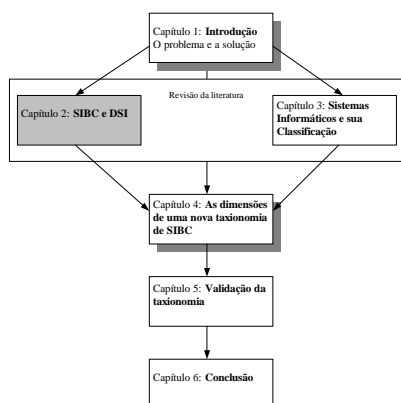 Capítulo 1: Introdução
O problema e a solução
Revisão da literatura
Capítulo 2: SIBC e DSI
Capítulo 3: Sistemas
Informáticos e sua
Classificação
Capítulo 4: As dimensões
de uma nova taxionomia
de SIBC
Capítulo 5: Validação da
taxionomia
Capítulo 6: Conclusão